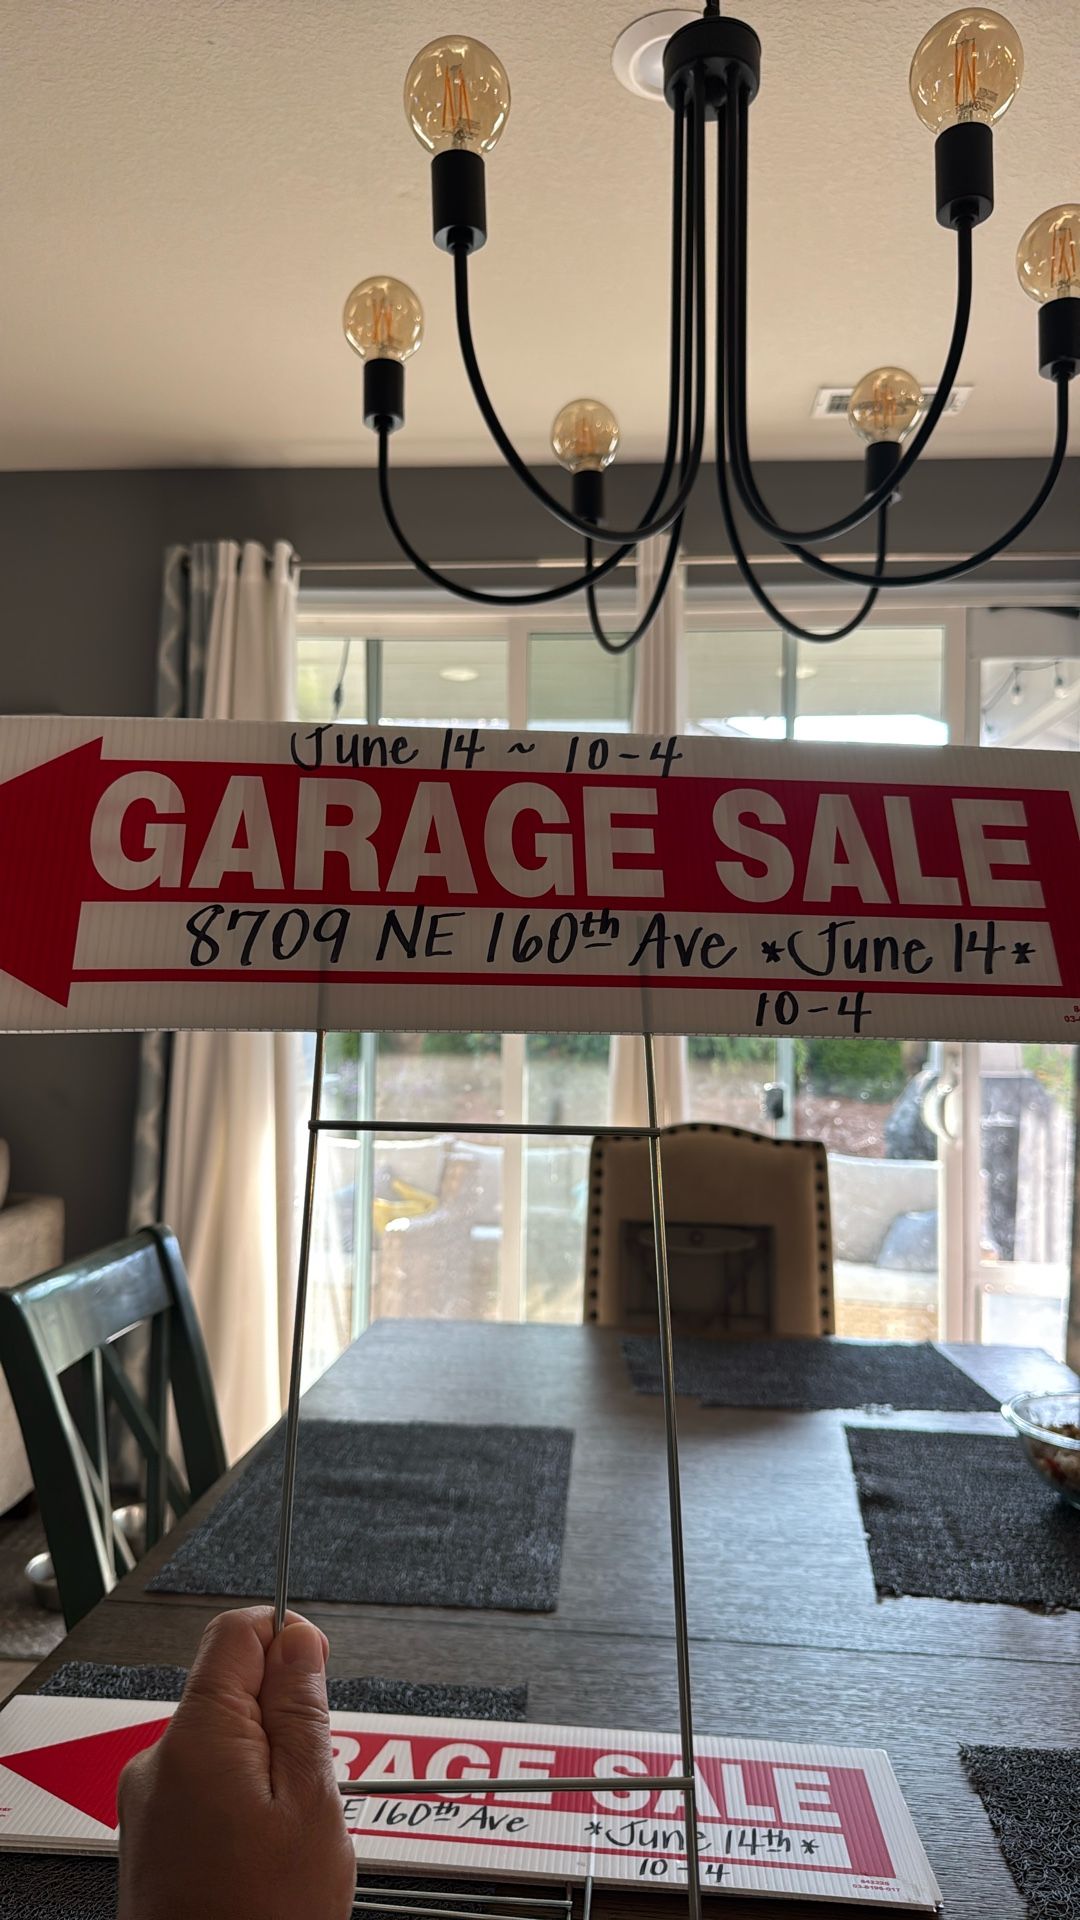 June 14 ~ 10-4
GARAGE SALE
8709 NE 160th Ave *June 14*
10-4
RAGE SALE
E 160th Ave *June 14th*
10-4
842228